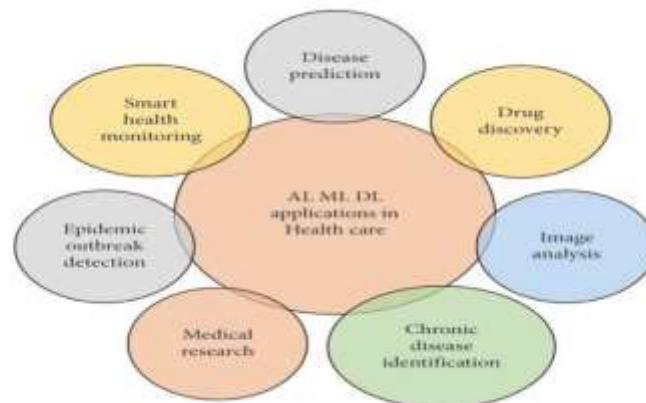 Disease
prediction
Smart
health
monitoring
Drug
discovery
AI, ML, DL
applications in
Health care
Epidemic
outbreak
detection
Image
analysis
Medical
research
Chronic
disease
identification